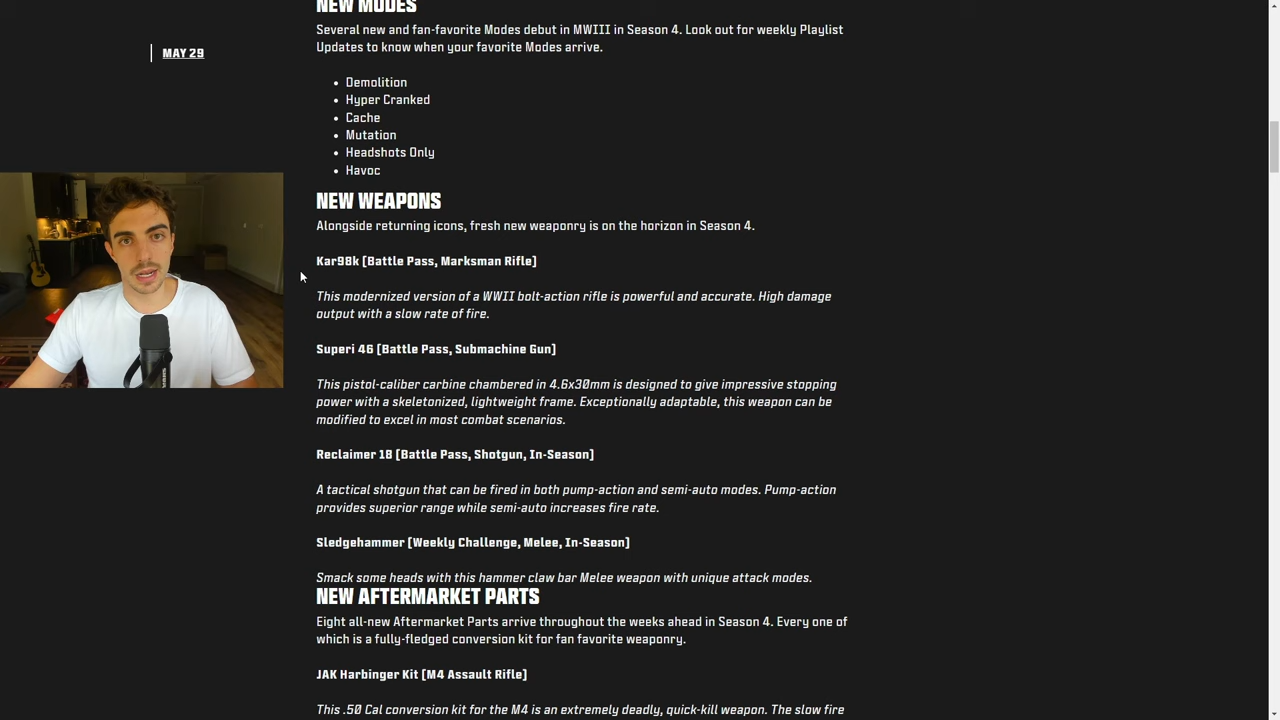 NEW MODES
Several new and fan-favorite Modes debut in MWIII in Season 4. Look out for weekly Playlist
Updates to know when your favorite Modes arrive.
MAY 29
• Demolition
• Hyper Cranked
• Cache
• Mutation
• Headshots Only
• Havoc
NEW WEAPONS
Alongside returning icons, fresh new weaponry is on the horizon in Season 4.
Kar98k [Battle Pass, Marksman Rifle]
This modernized version of a WWII bolt-action rifle is powerful and accurate. High damage
output with a slow rate of fire.
Superi 46 [Battle Pass, Submachine Gun]
This pistol-caliber carbine chambered in 4.6x30mm is designed to give impressive stopping
power with a skeletonized, lightweight frame. Exceptionally adaptable, this weapon can be
modified to excel in most combat scenarios.
Reclaimer 18 [Battle Pass, Shotgun, In-Season]
A tactical shotgun that can be fired in both pump-action and semi-auto modes. Pump-action
provides superior range while semi-auto increases fire rate.
Sledgehammer [Weekly Challenge, Melee, In-Season]
Smack some heads with this hammer claw bar Melee weapon with unique attack modes.
NEW AFTERMARKET PARTS
Eight all-new Aftermarket Parts arrive throughout the weeks ahead in Season 4. Every one of
which is a fully-fledged conversion kit for fan favorite weaponry.
JAK Harbinger Kit [M4 Assault Rifle]
This .50 Cal conversion kit for the M4 is an extremely deadly, quick-kill weapon. The slow fire